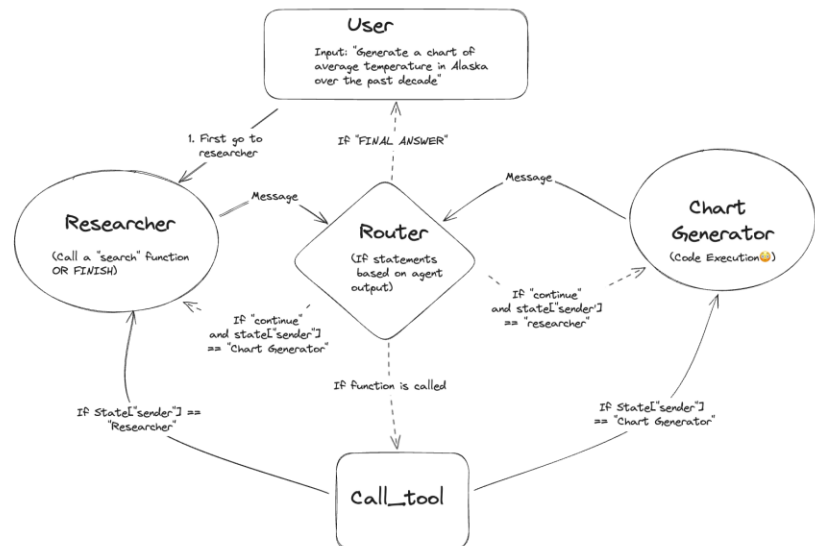 User
Input: "Generate a chart of
average temperature in Alaska
over the past decade"
1. First go to
researcher
If "FINAL ANSWER"
Message
Message
Researcher
(Call a "search" function
OR FINISH)
Router
(If statements
based on agent
output)
Chart
Generator
(Code Execution😳)
If "continue"
and state["sender"]
== "Chart Generator"
If "continue"
and state["sender']
== "researcher"
If function is called
If State["sender"] ==
"Researcher"
If State["sender"]
== "Chart Generator"
Call_tool